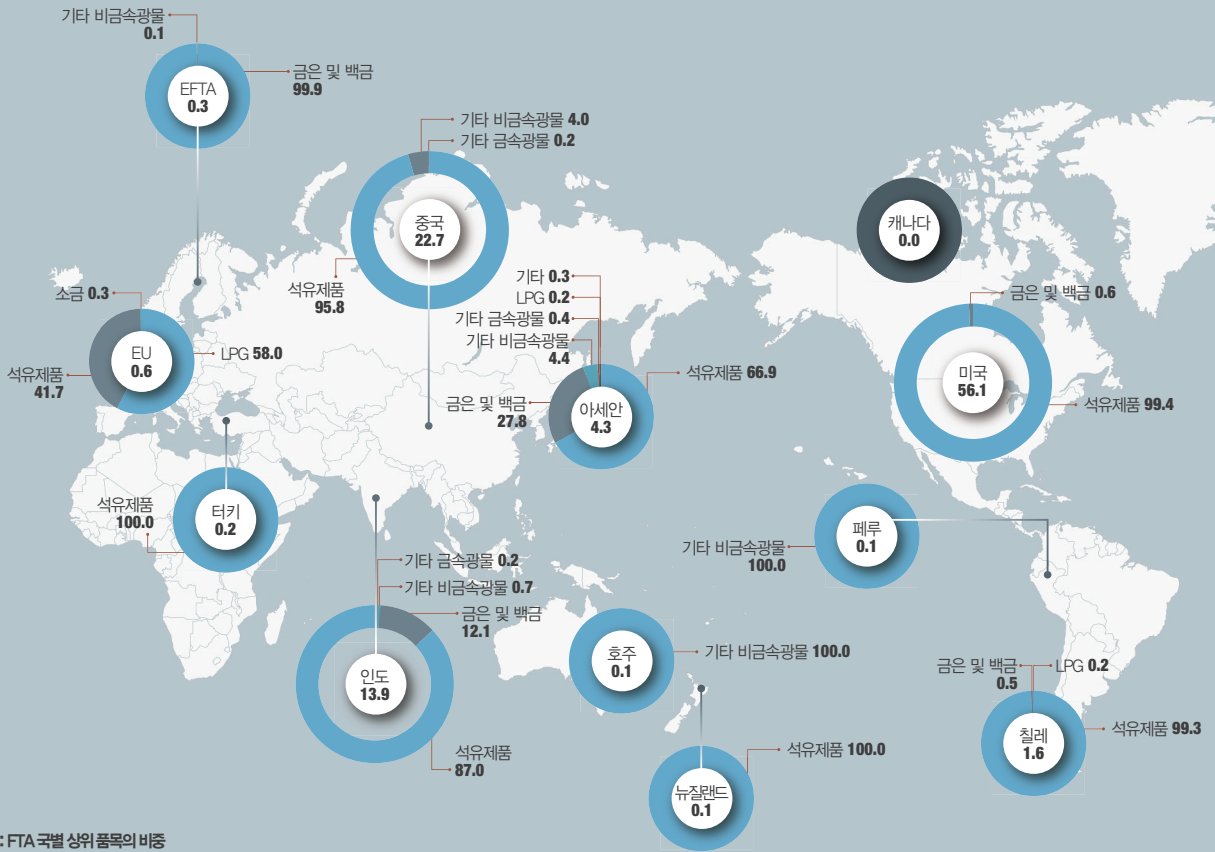 기타 비금속광물
0.1
금은 및 백금
99.9
EFTA
0.3
기타 비금속광물 4.0
기타 금속광물 0.2
중국
22.7
석유제품
95.8
캐나다
0.0
소금 0.3
EU
0.6
LPG 58.0
석유제품
41.7
기타 0.3
LPG 0.2
기타 금속광물 0.4
기타 비금속광물
4.4
석유제품 66.9
금은 및 백금
27.8
아세안
4.3
금은 및 백금 0.6
미국
56.1
석유제품 99.4
석유제품
100.0
터키
0.2
페루
0.1
기타 비금속광물
100.0
기타 금속광물 0.2
기타 비금속광물 0.7
금은 및 백금
12.1
인도
13.9
석유제품
87.0
호주
0.1
기타 비금속광물 100.0
뉴질랜드
0.1
석유제품 100.0
금은 및 백금
0.5
LPG 0.2
칠레
1.6
석유제품 99.3
: FTA 국별 상위 품목의 비중